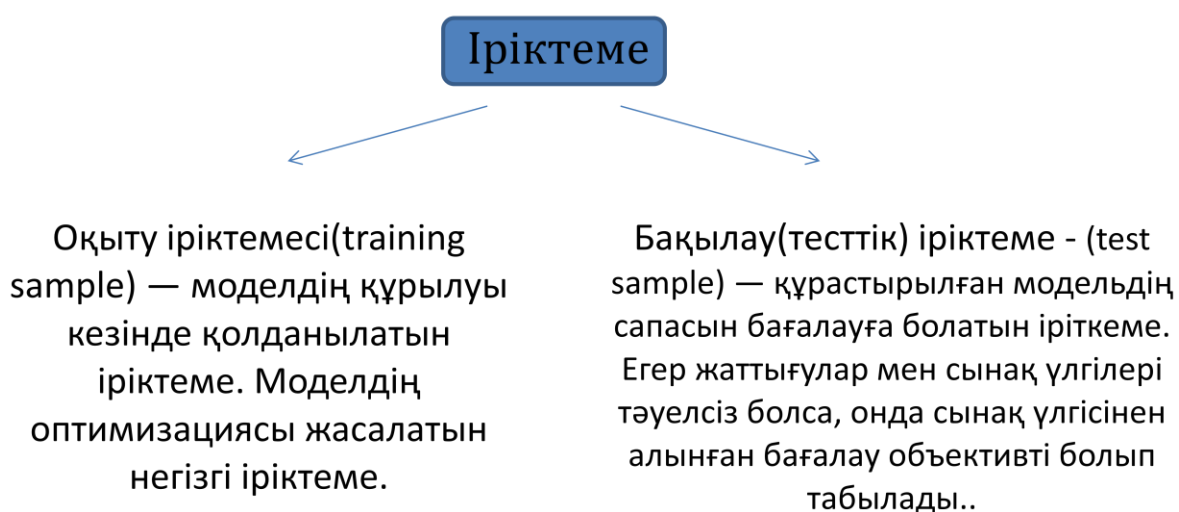 Іріктеме
Оқыту іріктемесі(training
sample) — моделдің құрылуы
кезінде қолданылатын
іріктеме. Моделдің
оптимизациясы жасалатын
негізгі іріктеме.
Бақылау(тесттік) іріктеме - (test
sample) — құрастырылған модельдің
сапасын бағалауға болатын іріткеме.
Егер жаттығулар мен сынақ үлгілері
тәуелсіз болса, онда сынақ үлгісінен
алынған бағалау объективті болып
табылады..